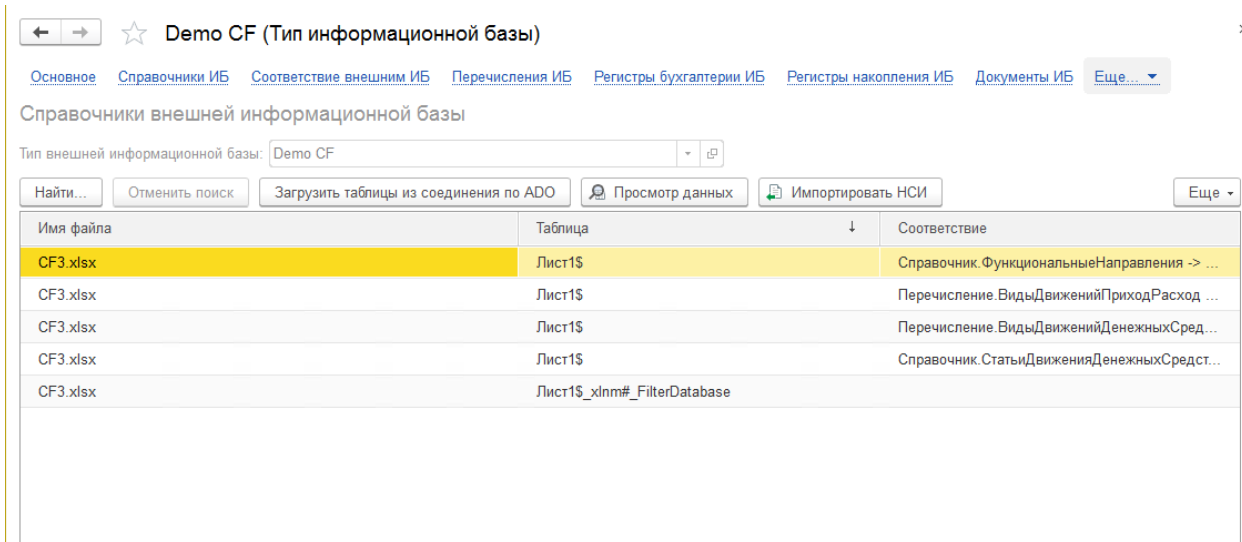 Demo CF (Тип информационной базы)
Основное Справочники ИБ Соответствие внешним ИБ Перечисления ИБ Регистры бухгалтерии ИБ Регистры накопления ИБ Документы ИБ Еще...
Справочники внешней информационной базы
Тип внешней информационной базы: Demo CF
Найти... Отменить поиск Загрузить таблицы из соединения по ADO Просмотр данных Импортировать НСИ Еще
Имя файла Таблица ↓ Соответствие
CF3.xlsx Лист1$ Справочник.ФункциональныеНаправления -> ...
CF3.xlsx Лист1$ Перечисление.ВидыДвиженийПриходРасход ...
CF3.xlsx Лист1$ Перечисление.ВидыДвиженийДенежныхСред...
CF3.xlsx Лист1$ Справочник.СтатьиДвиженияДенежныхСредст...
CF3.xlsx Лист1$_xlnm#_FilterDatabase